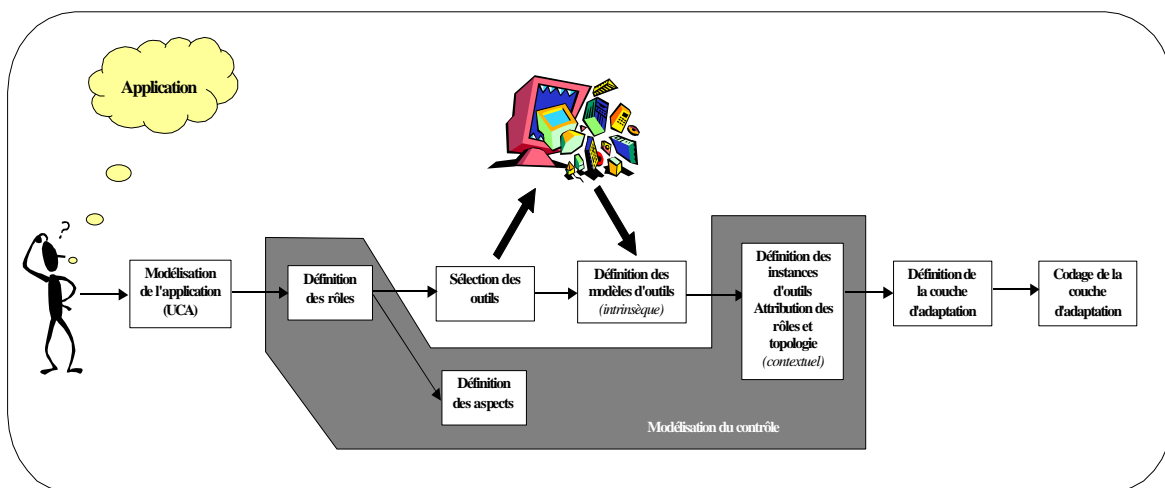 Application
?
Modélisation
de l'application
(UCA)
Définition
des rôles
Sélection des
outils
Définition des
modèles d'outils
(intrinsèque)
Définition des
instances
d'outils
Attribution des
rôles et
topologie
(contextuel)
Définition de
la couche
d'adaptation
Codage de la
couche
d'adaptation
Définition
des aspects
Modélisation du contrôle